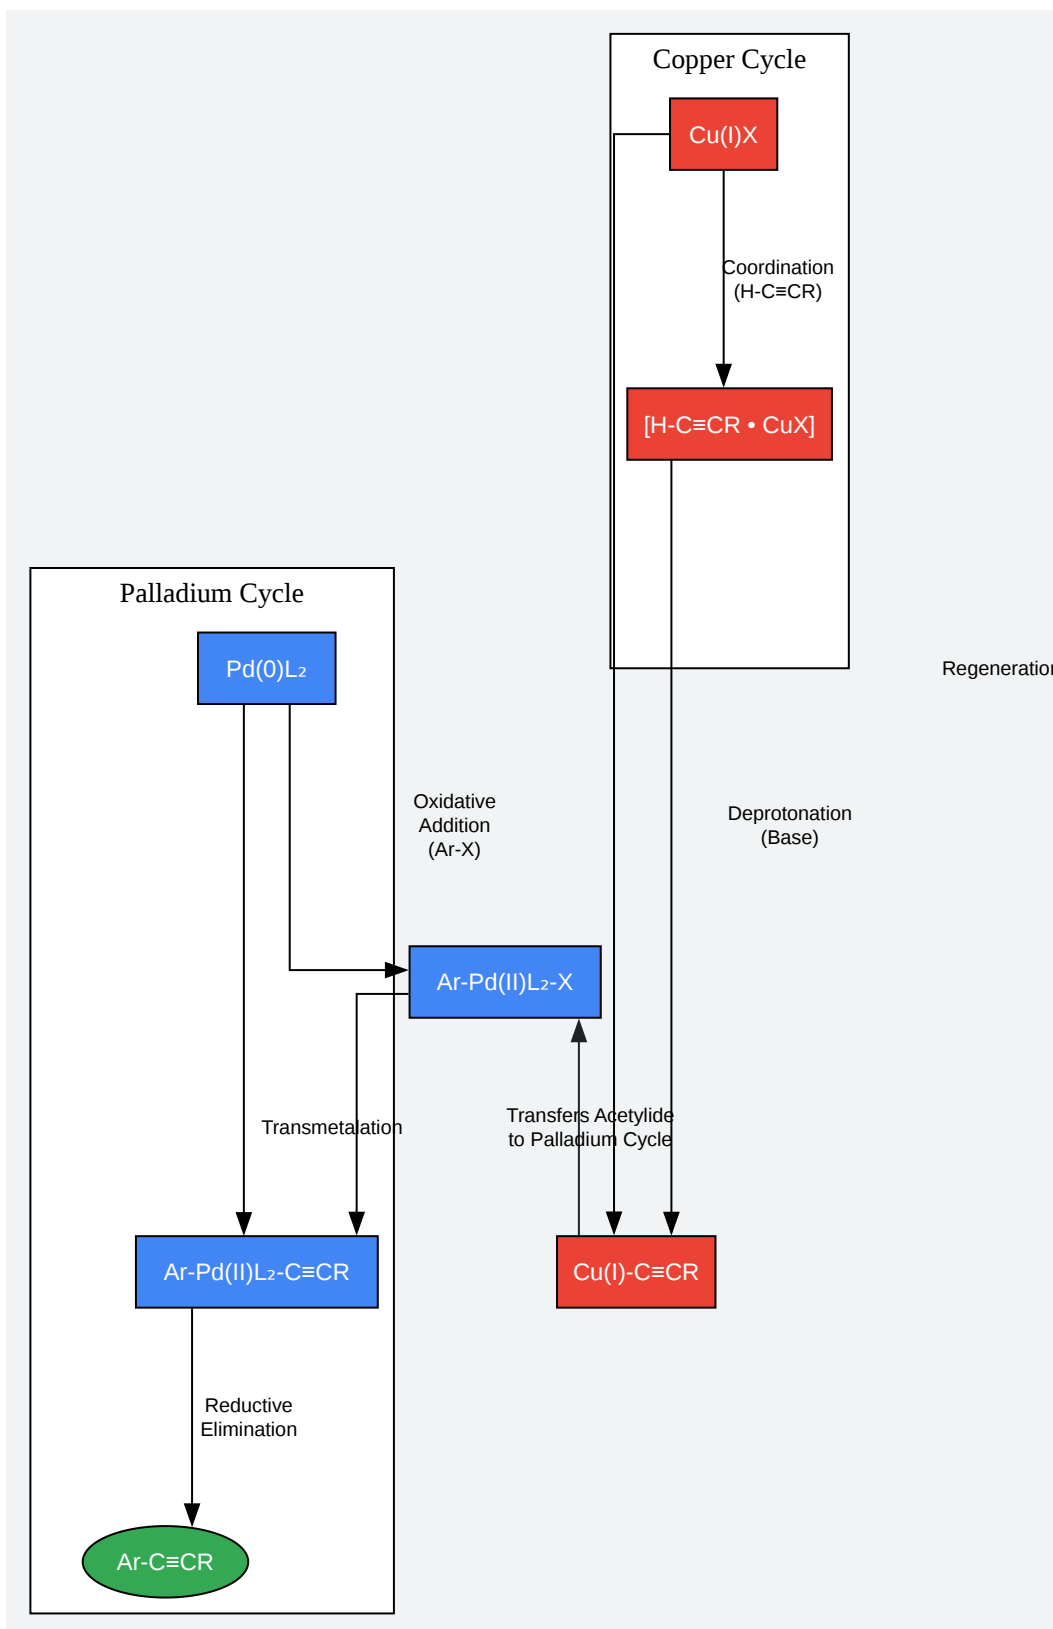 Copper Cycle
Cu(I)X
Coordination
(H-C≡CR)
[H-C≡CR • CuX]
Palladium Cycle
Pd(0)L₂
Regeneration
Oxidative
Addition
(Ar-X)
Deprotonation
(Base)
Ar-Pd(II)L₂-X
Transmetalation
Transfers Acetylide
to Palladium Cycle
Ar-Pd(II)L₂-C≡CR
Cu(I)-C≡CR
Reductive
Elimination
Ar-C≡CR